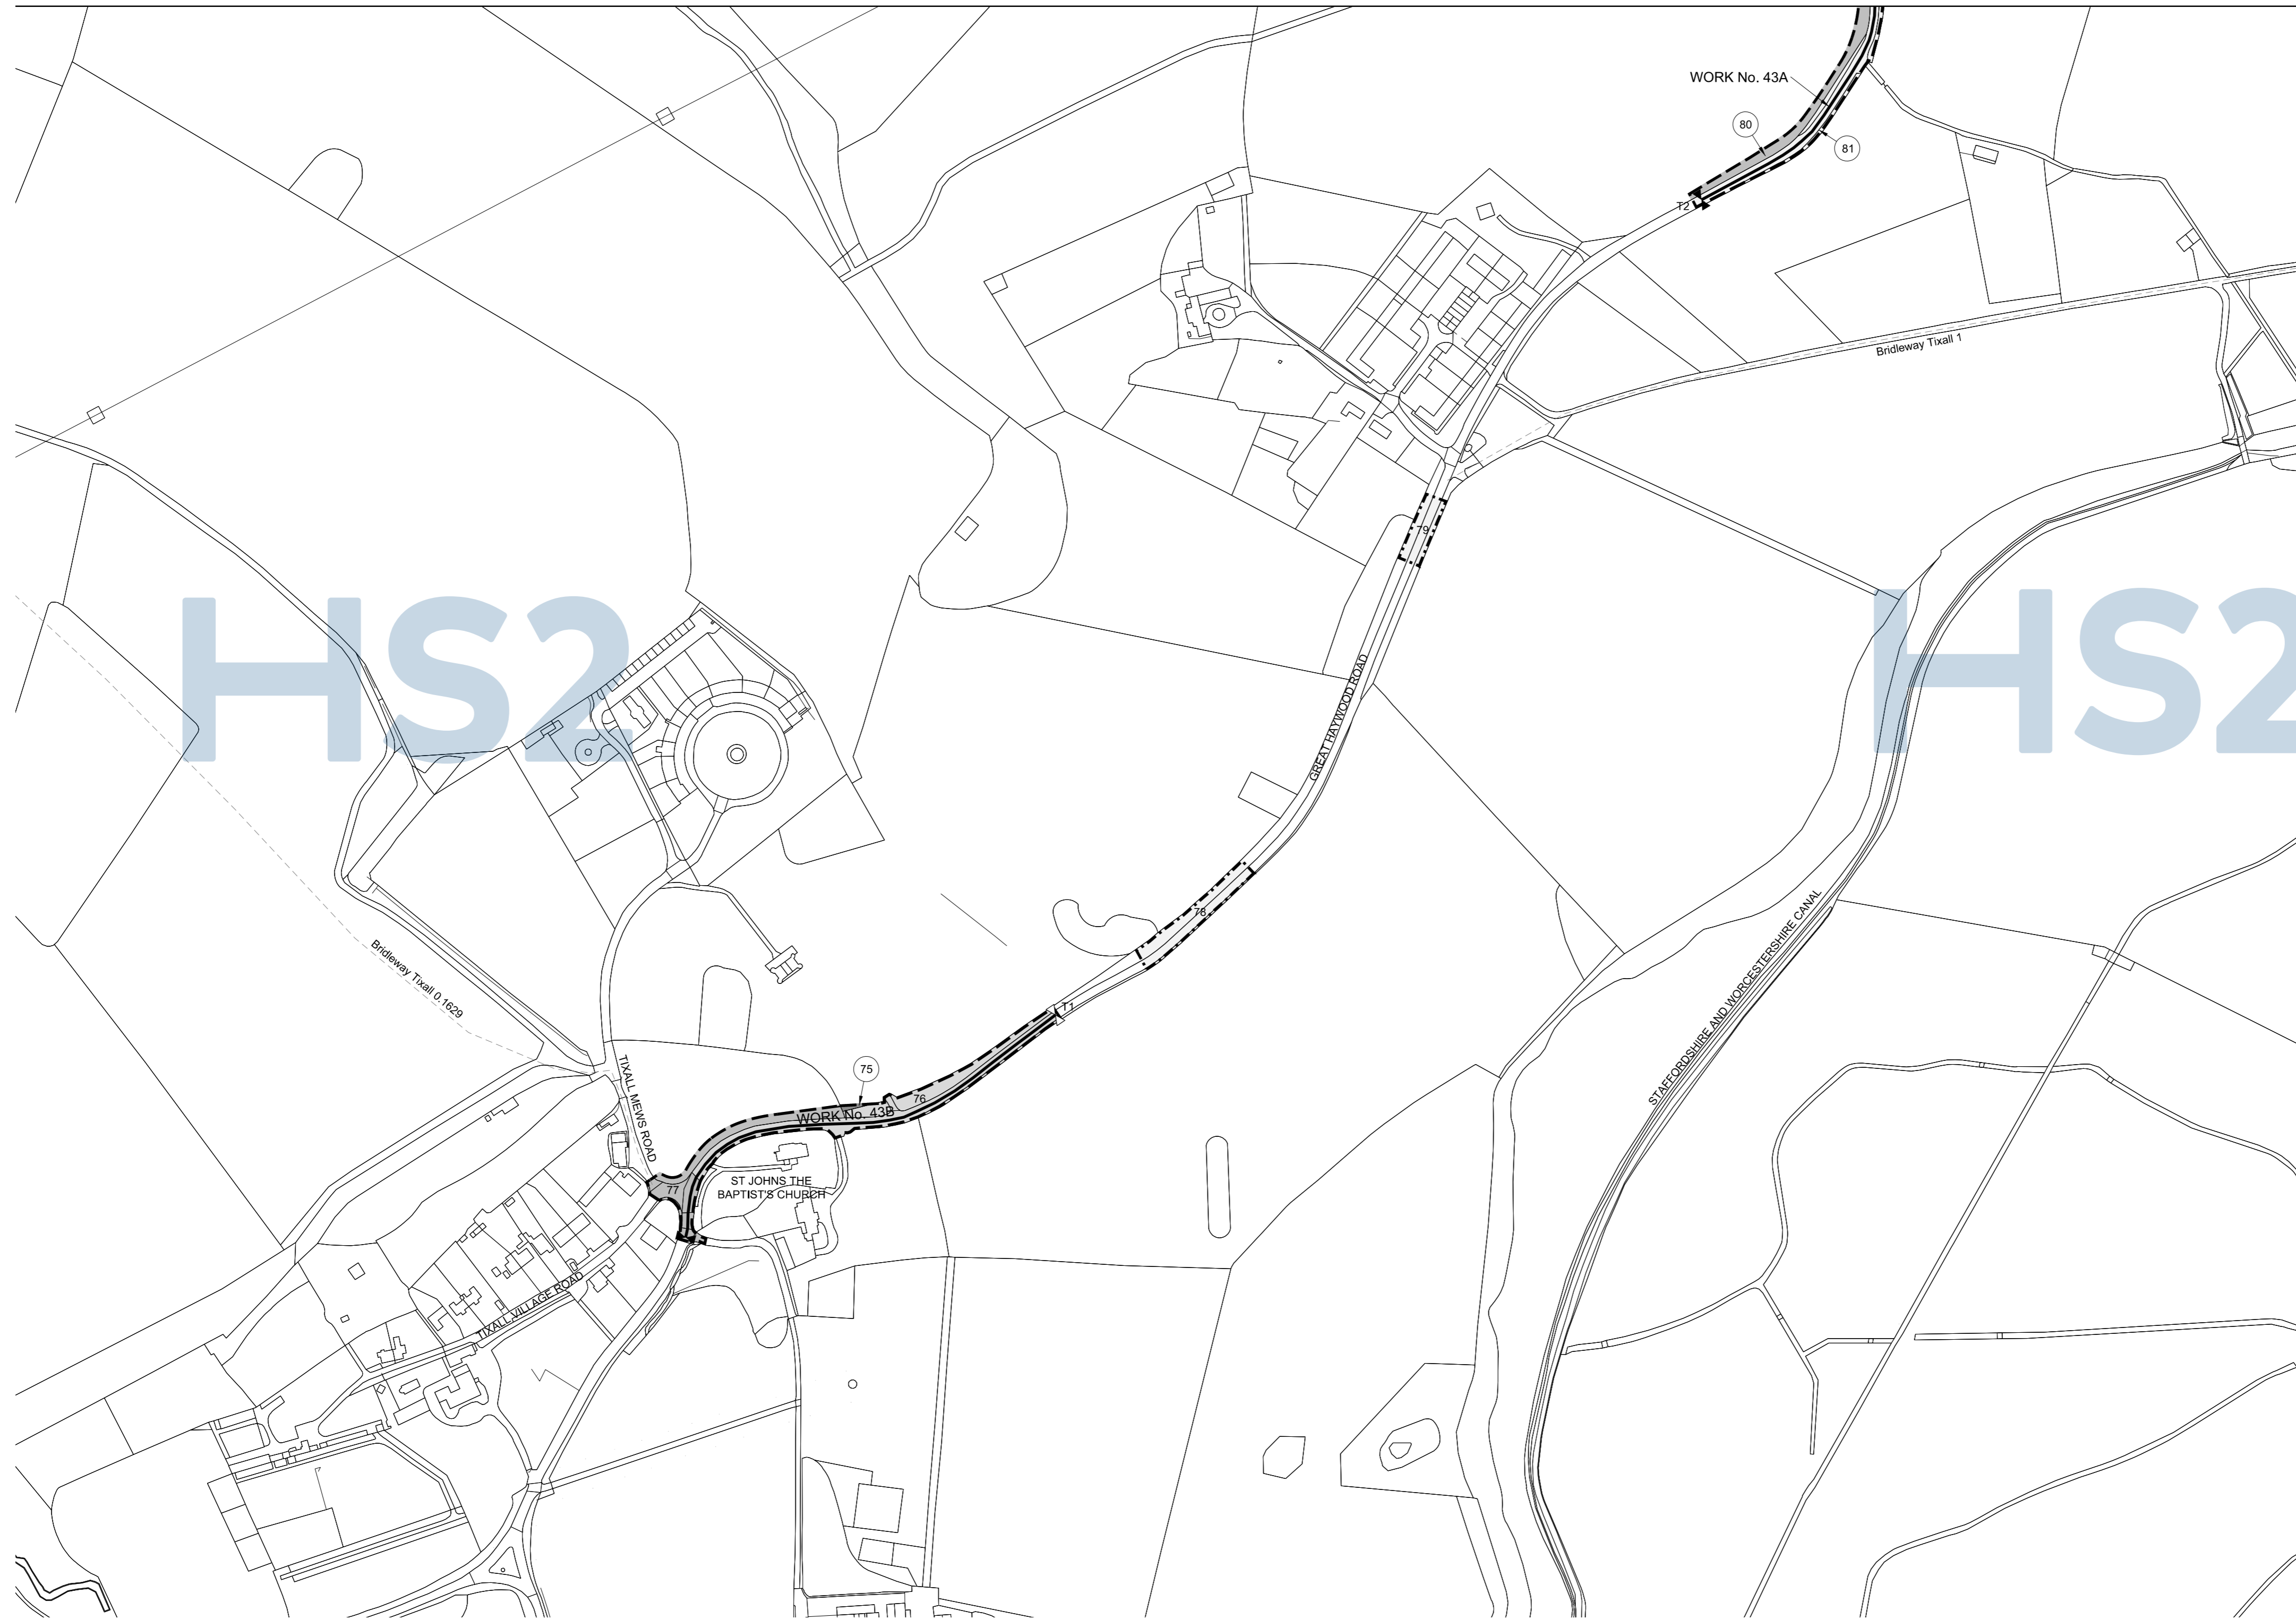 WORK No. 43A
80
81
T2
Bridleway Tixall 1
79
HS2
HS2
GREAT HAYWOOD ROAD
78
STAFFORDSHIRE AND WORCESTERSHIRE CANAL
Bridleway Tixall 0.1629
T1
TIXALL MEWS ROAD
75
76
WORK No. 43B
77
ST JOHNS THE
BAPTIST'S CHURCH
TIXALL VILLAGE ROAD